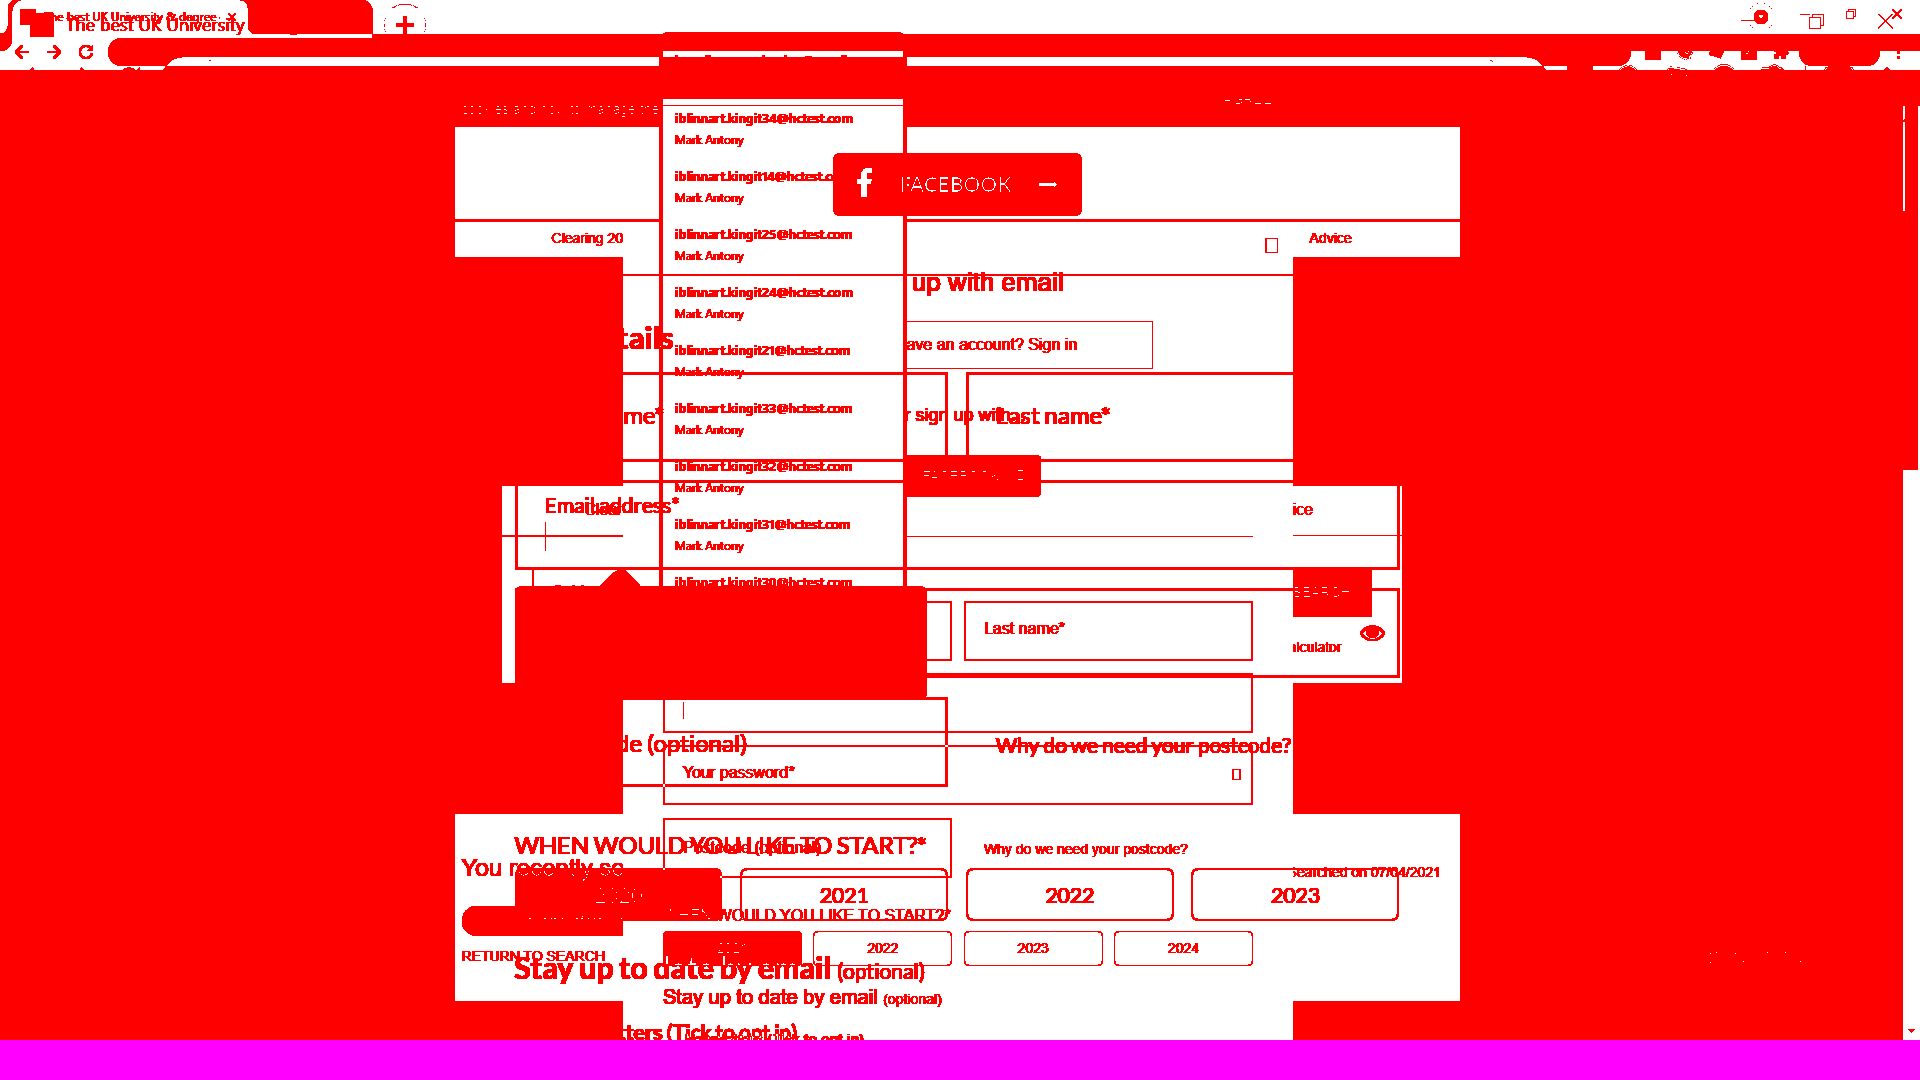 The best UK University & degree
The best UK University
cookies and how to manage me
iblinnart.kingit34@hctest.com
Mark Antony
iblinnart.kingit14@hctest.c
Mark Antony
FACEBOOK
Clearing 20
iblinnart.kingit25@hctest.com
Advice
Mark Antony
up with email
iblinnart.kingit24@hctest.com
Mark Antony
tails
ave an account? Sign in
iblinnart.kingit21@hctest.com
Mark Antony
me*
iblinnart.kingit33@hctest.com
r sign up with
Last name*
Mark Antony
iblinnart.kingit32@hctest.com
Mark Antony
Email address*
ice
iblinnart.kingit31@hctest.com
Mark Antony
iblinnart.kingit30@hctest.com
SEARCH
Last name*
alculator
de (optional)
Why do we need your postcode?
Your password*
WHEN WOULD YOU LIKE TO START?*
Postcode (optional)
Why do we need your postcode?
You recently se
searched on 07/04/2021
2020
2021
2022
2023
WOULD YOU LIKE TO START?*
RETURN TO SEARCH
2022
2023
2024
Stay up to date by email (optional)
Stay up to date by email (optional)
ters (Tick to opt in)